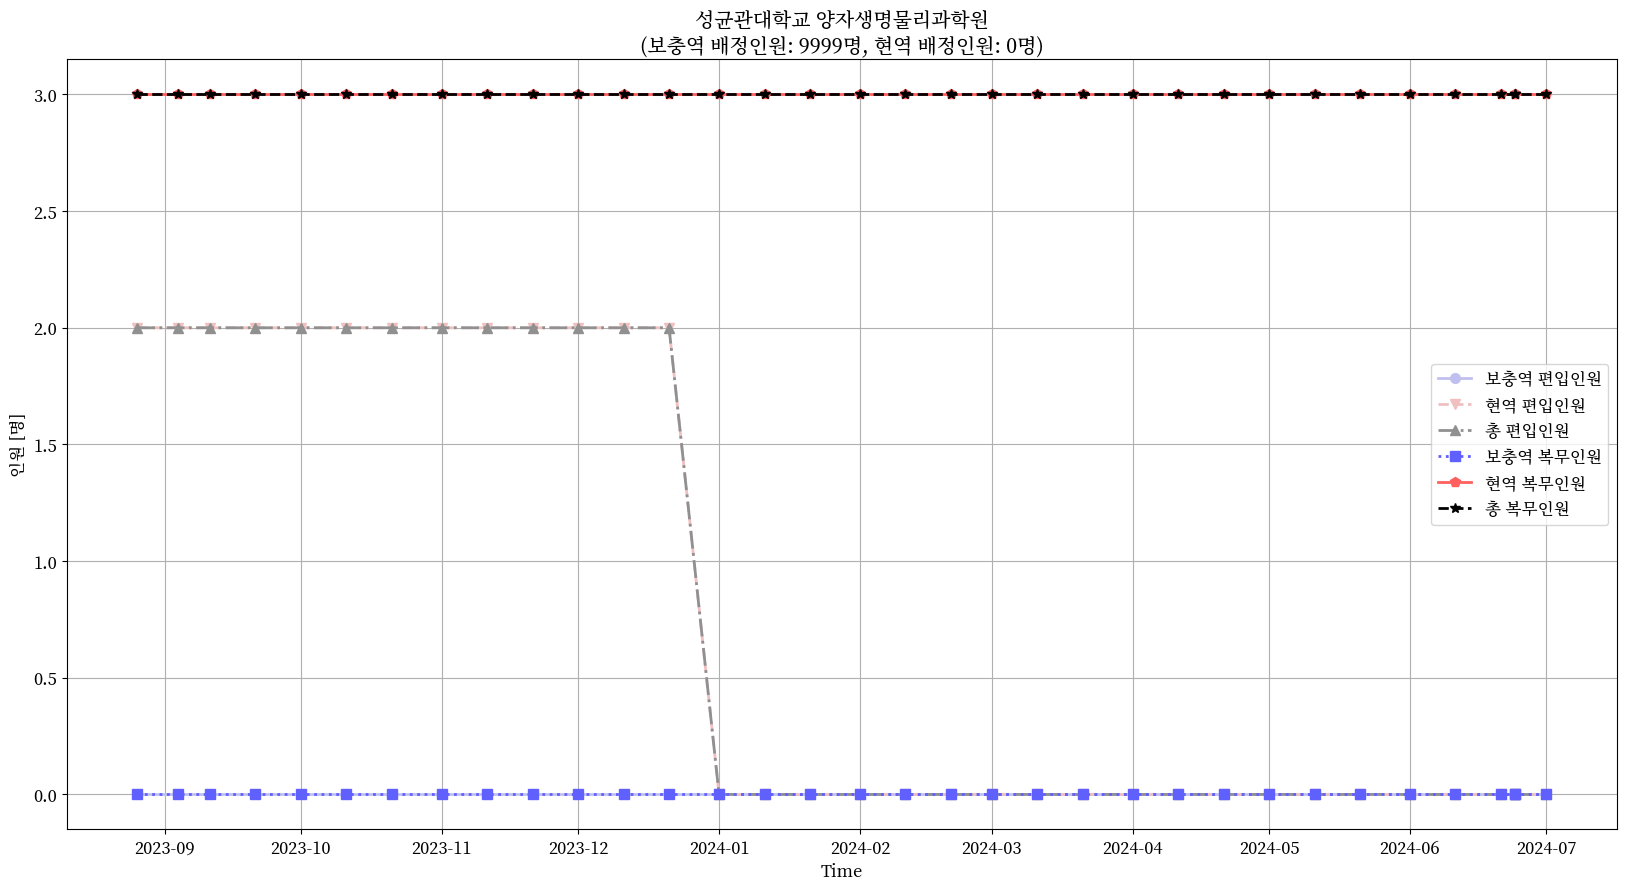 성균관대학교 양자생명물리과학원
(보충역 배정인원: 9999명, 현역 배정인원: 0명)
3.0
2.5
2.0
1.5
1.0
0.5
0.0
인원 [명]
보충역 편입인원
현역 편입인원
총 편입인원
보충역 복무인원
현역 복무인원
총 복무인원
2023-09 2023-10 2023-11 2023-12 2024-01 2024-02 2024-03 2024-04 2024-05 2024-06 2024-07
Time